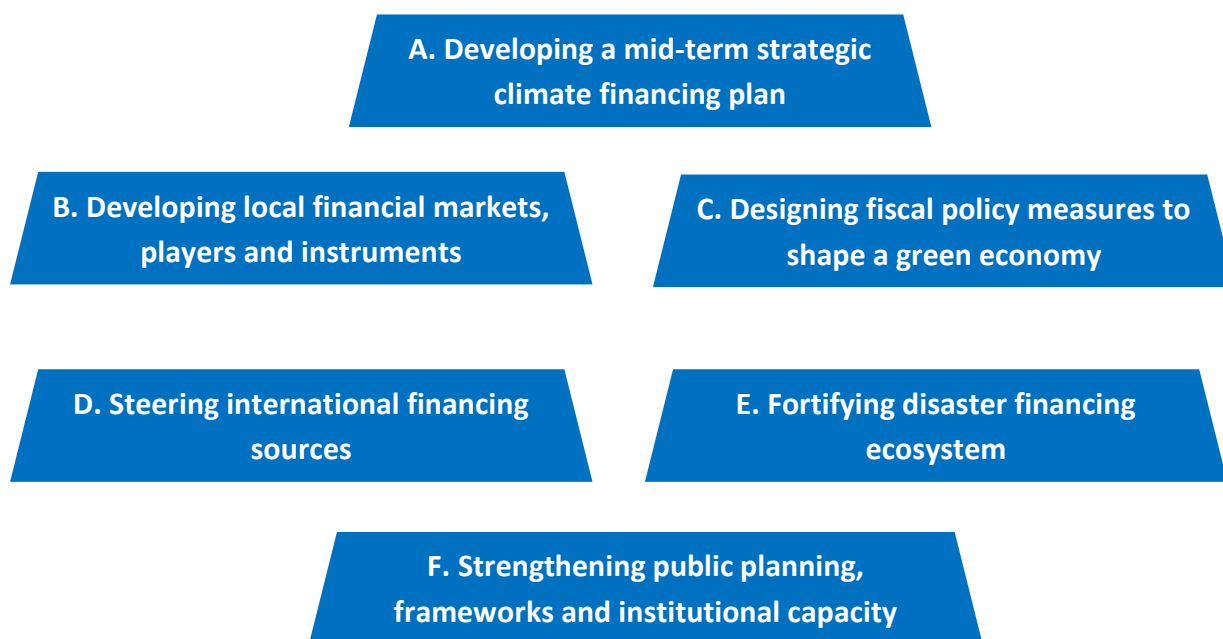 A. Developing a mid-term strategic
climate financing plan
B. Developing local financial markets,
players and instruments
C. Designing fiscal policy measures to
shape a green economy
D. Steering international financing
sources
E. Fortifying disaster financing
ecosystem
F. Strengthening public planning,
frameworks and institutional capacity